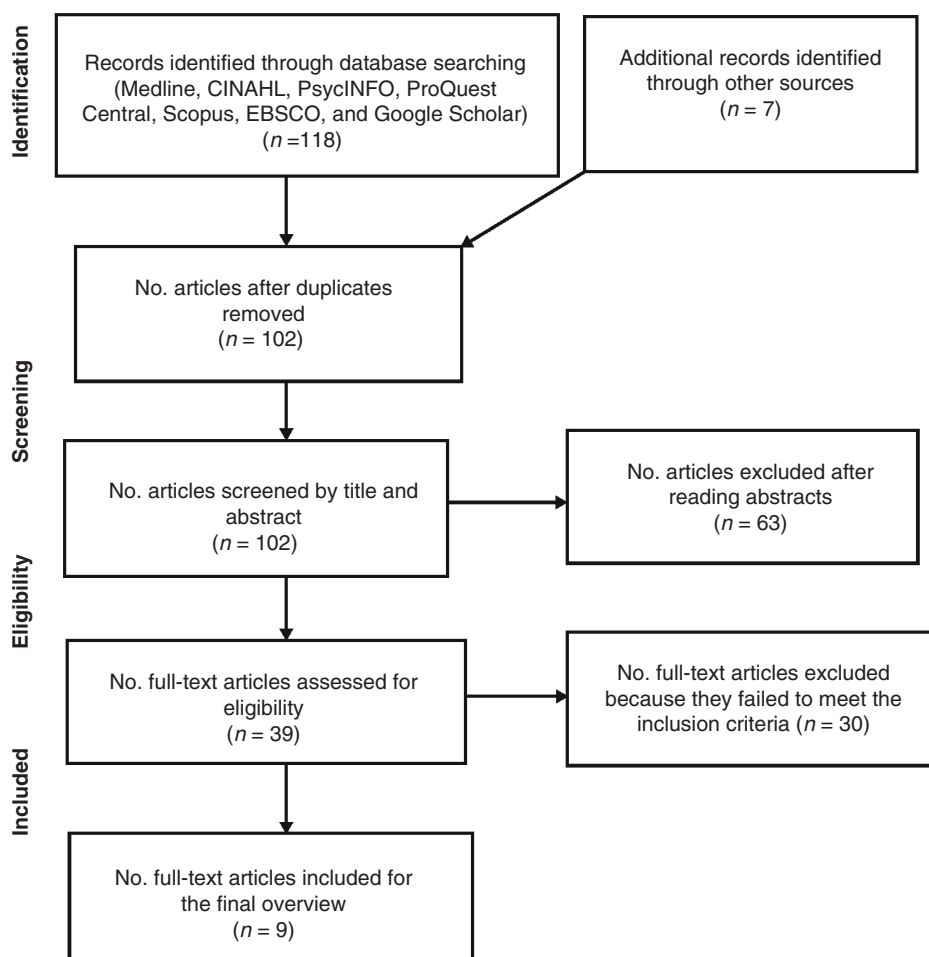 Identification
Records identified through database searching
(Medline, CINAHL, PsycINFO, ProQuest
Central, Scopus, EBSCO, and Google Scholar)
(n =118)
Additional records identified
through other sources
(n = 7)
No. articles after duplicates
removed
(n = 102)
Screening
No. articles screened by title and
abstract
(n = 102)
No. articles excluded after
reading abstracts
(n = 63)
Eligibility
No. full-text articles assessed for
eligibility
(n = 39)
No. full-text articles excluded
because they failed to meet the
inclusion criteria (n = 30)
Included
No. full-text articles included for
the final overview
(n = 9)